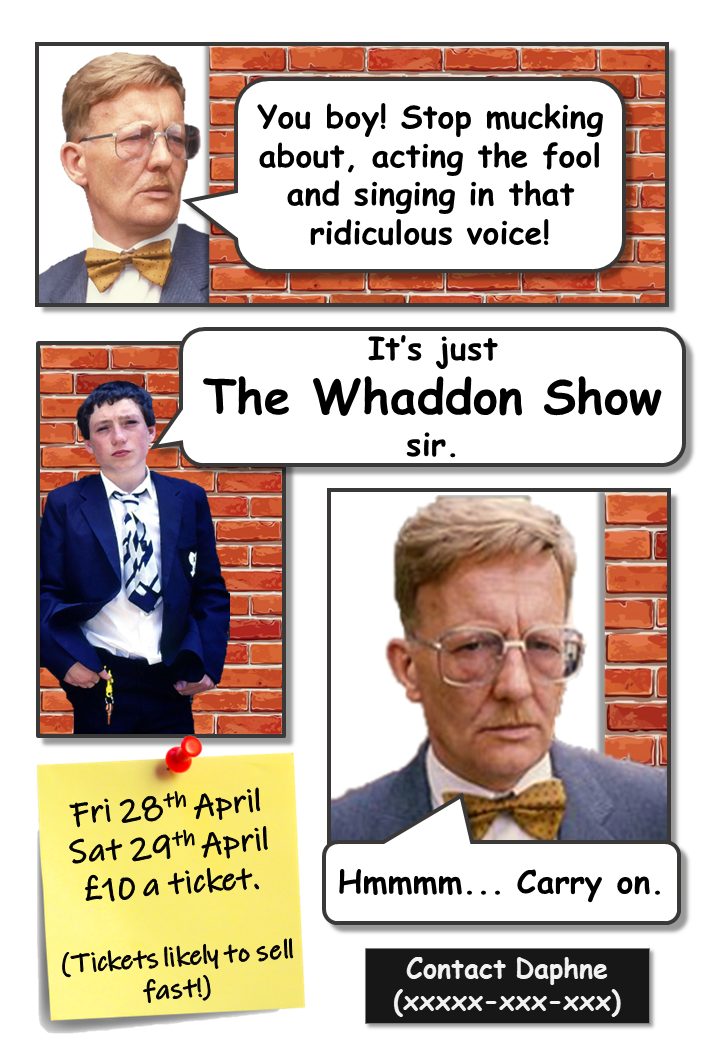 You boy! Stop mucking
about, acting the fool
and singing in that
ridiculous voice!
It's just
The Whaddon Show
sir.
Hmmmm... Carry on.
Fri 28th April
Sat 29th April
£10 a ticket.
(Tickets likely to sell
fast!)
Contact Daphne
(xxxxx-xxx-xxx)